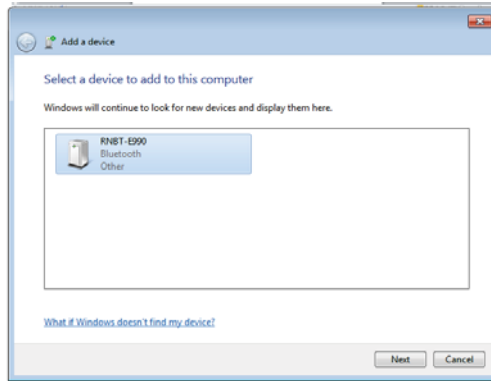 Add a device
Select a device to add to this computer
Windows will continue to look for new devices and display them here.
RNBT-E990
Bluetooth
Other
What if Windows doesn't find my device?
Next Cancel